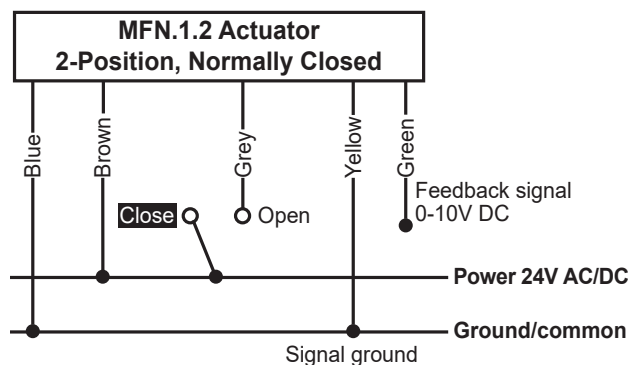 MFN.1.2 Actuator
2-Position, Normally Closed
Blue
Brown
Grey
Yellow
Green
Feedback signal
0-10V DC
Close
Open
Power 24V AC/DC
Ground/common
Signal ground